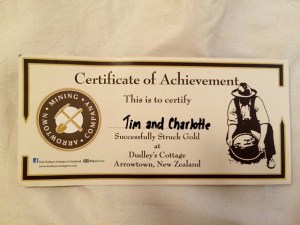 Certificate of Achievement
This is to certify
Tim and Charlotte
Successfully Struck Gold
at
Dudley's Cottage
Arrowtown, New Zealand
ARROWTOWN MINING COMPANY